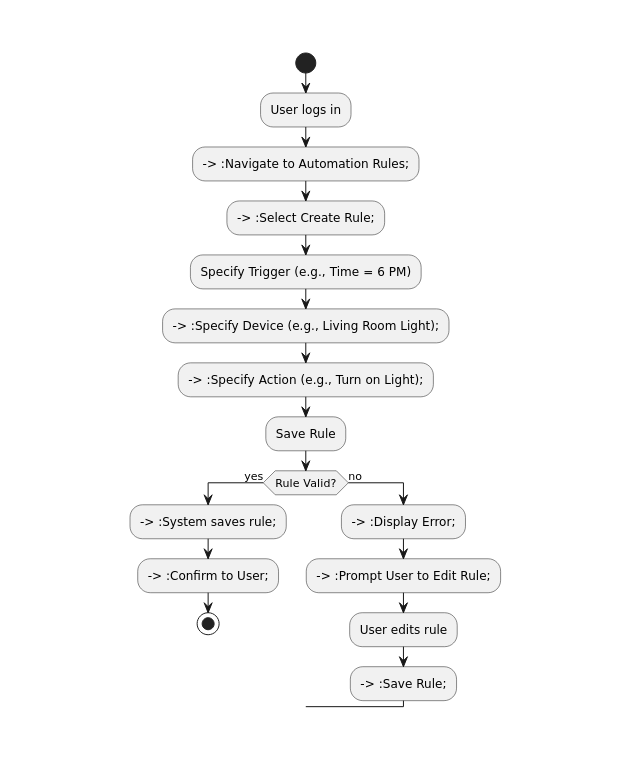 User logs in
-> :Navigate to Automation Rules;
-> :Select Create Rule;
Specify Trigger (e.g., Time = 6 PM)
-> :Specify Device (e.g., Living Room Light);
-> :Specify Action (e.g., Turn on Light);
Save Rule
yes
Rule Valid?
no
-> :System saves rule;
-> :Confirm to User;
-> :Display Error;
-> :Prompt User to Edit Rule;
User edits rule
-> :Save Rule;